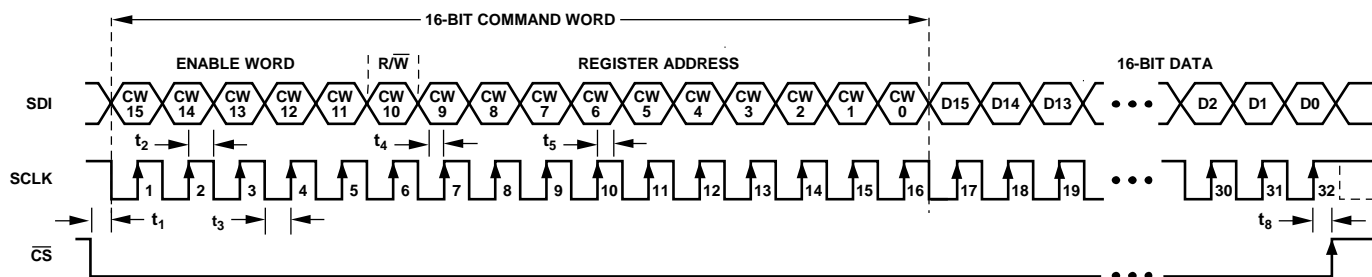 16-BIT COMMAND WORD
ENABLE WORD R/W̅ REGISTER ADDRESS 16-BIT DATA
SDI CW 15 CW 14 CW 13 CW 12 CW 11 CW 10 CW 9 CW 8 CW 7 CW 6 CW 5 CW 4 CW 3 CW 2 CW 1 CW 0 D15 D14 D13 D2 D1 D0
t2 t4 t5
SCLK 1 2 3 4 5 6 7 8 9 10 11 12 13 14 15 16 17 18 19 30 31 32
t1 t3 t8
C̅S̅